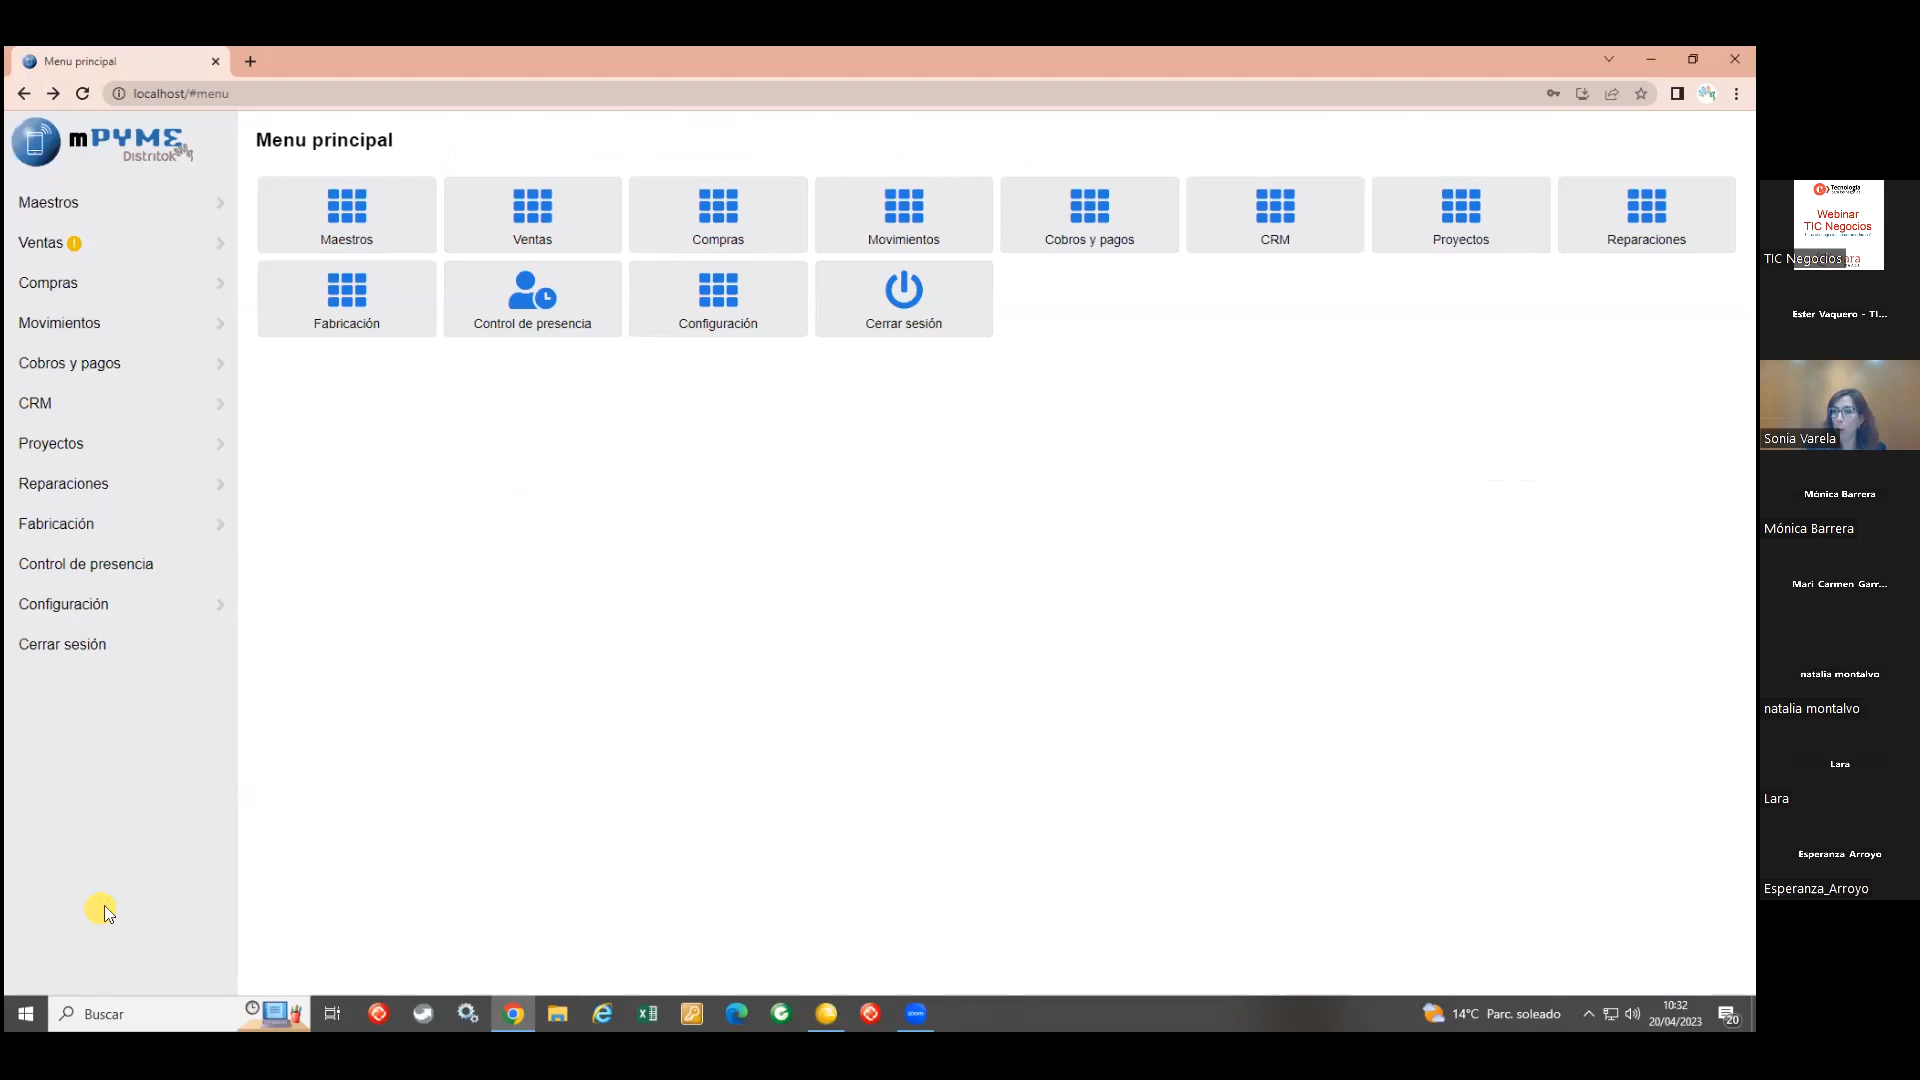 Menu principal
localhost/#menu
mPYME
Distritok
Menu principal
Maestros
Ventas
Compras
Movimientos
Cobros y pagos
CRM
Proyectos
Reparaciones
Fabricación
Control de presencia
Configuración
Cerrar sesión
Maestros
Ventas
Compras
Movimientos
Cobros y pagos
CRM
Proyectos
Reparaciones
Fabricación
Control de presencia
Configuración
Cerrar sesión
Tecnología
Webinar
TIC Negocios
TIC Negocios
Ester Vaquero - TI...
Sonia Varela
Mónica Barrera
Mónica Barrera
Mari Carmen Garr...
natalia montalvo
natalia montalvo
Lara
Lara
Esperanza Arroyo
Esperanza_Arroyo
Buscar
zoom
14°C Parc. soleado
10:32
20/04/2023
20